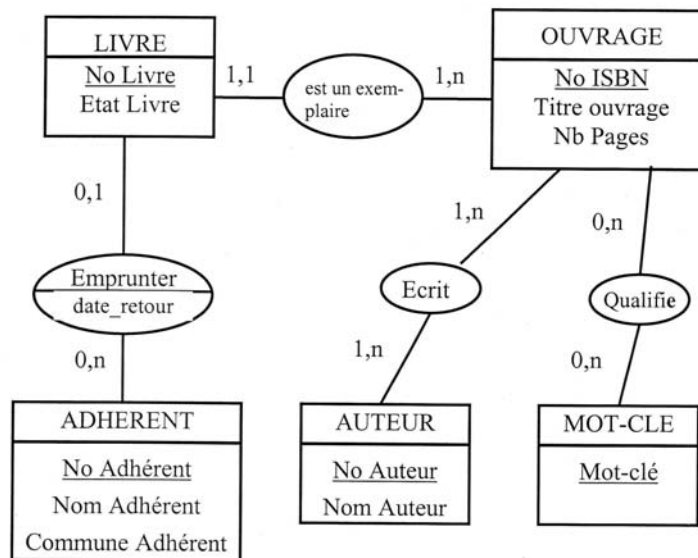 LIVRE
No Livre
Etat Livre
1,1
est un exem-
plaire
1,n
OUVRAGE
No ISBN
Titre ouvrage
Nb Pages
0,1
1,n
0,n
Emprunter
date_retour
Ecrit
Qualifie
0,n
1,n
0,n
ADHERENT
No Adhérent
Nom Adhérent
Commune Adhérent
AUTEUR
No Auteur
Nom Auteur
MOT-CLE
Mot-clé